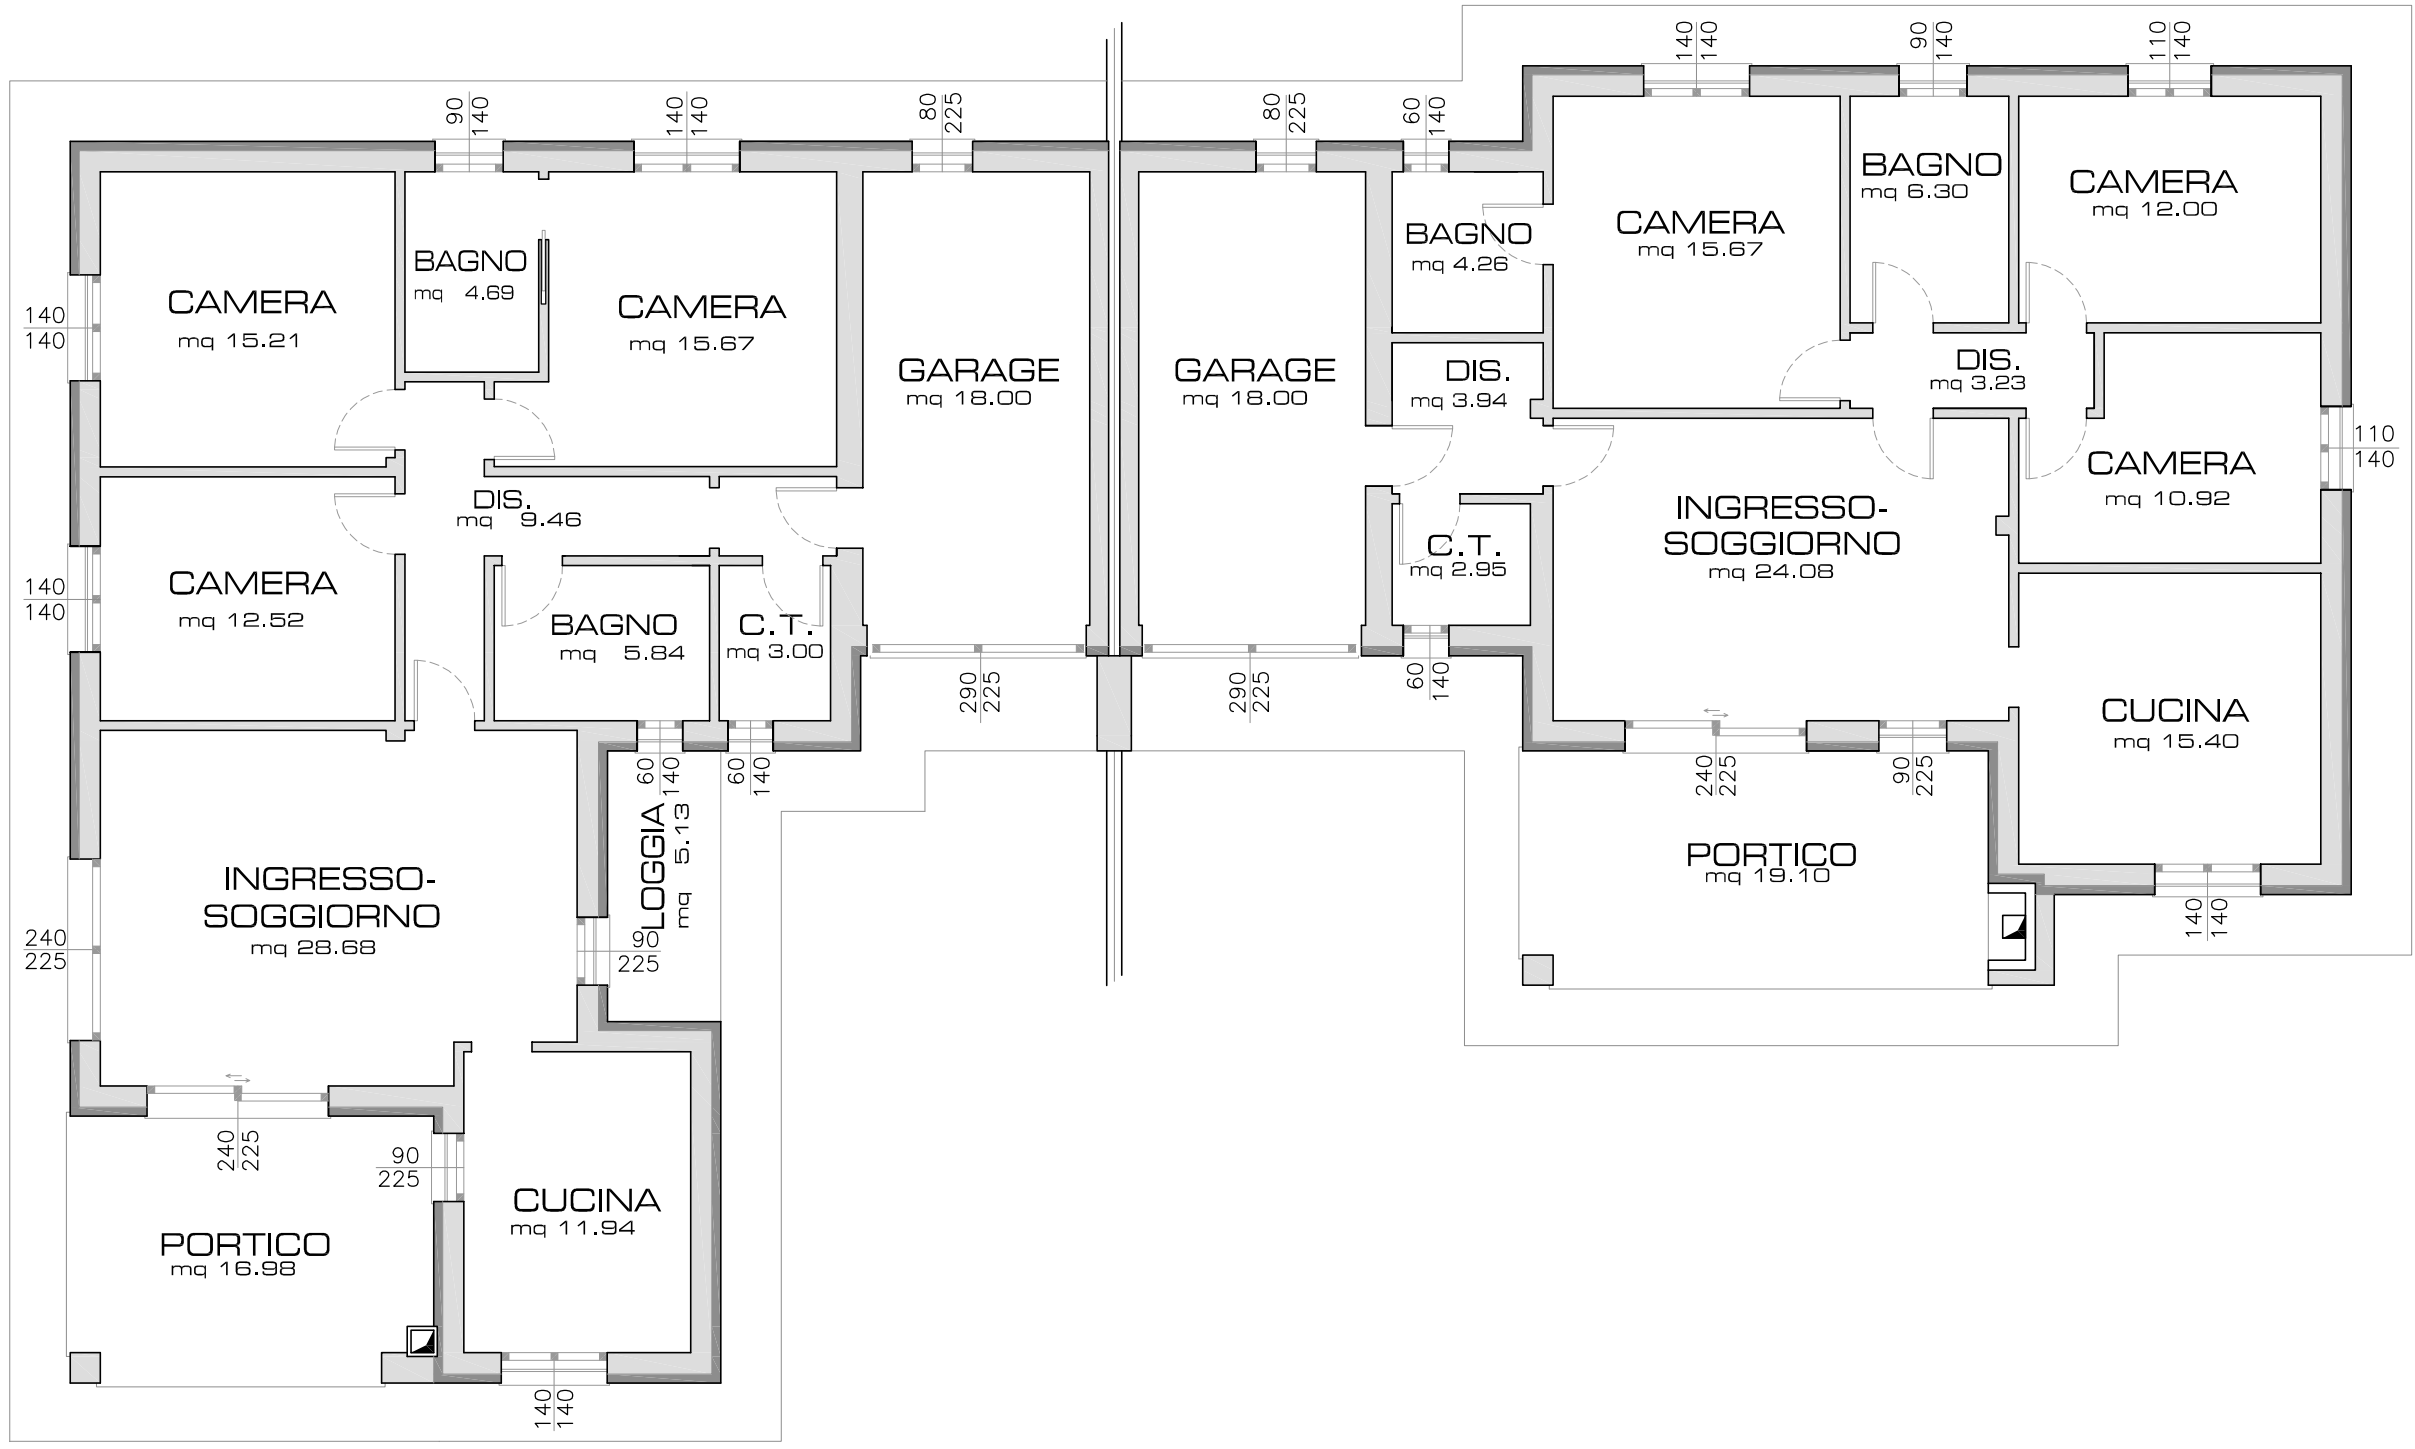 90
140
140
140
80
225
80
225
60
140
140
140
90
140
110
140
140
140
140
140
CAMERA
mq 15.21
BAGNO
mq 4.69
CAMERA
mq 15.67
GARAGE
mq 18.00
CAMERA
mq 12.52
DIS.
mq 9.46
BAGNO
mq 5.84
C.T.
mq 3.00
290
225
60
140
60
140
LOGGIA
mq 5.13
INGRESSO-
SOGGIORNO
mq 28.68
240
225
90
225
240
225
90
225
PORTICO
mq 16.98
CUCINA
mq 11.94
140
140
GARAGE
mq 18.00
BAGNO
mq 4.26
CAMERA
mq 15.67
BAGNO
mq 6.30
CAMERA
mq 12.00
DIS.
mq 3.94
DIS.
mq 3.23
CAMERA
mq 10.92
110
140
C.T.
mq 2.95
INGRESSO-
SOGGIORNO
mq 24.08
290
225
60
140
240
225
90
225
CUCINA
mq 15.40
PORTICO
mq 19.10
140
140